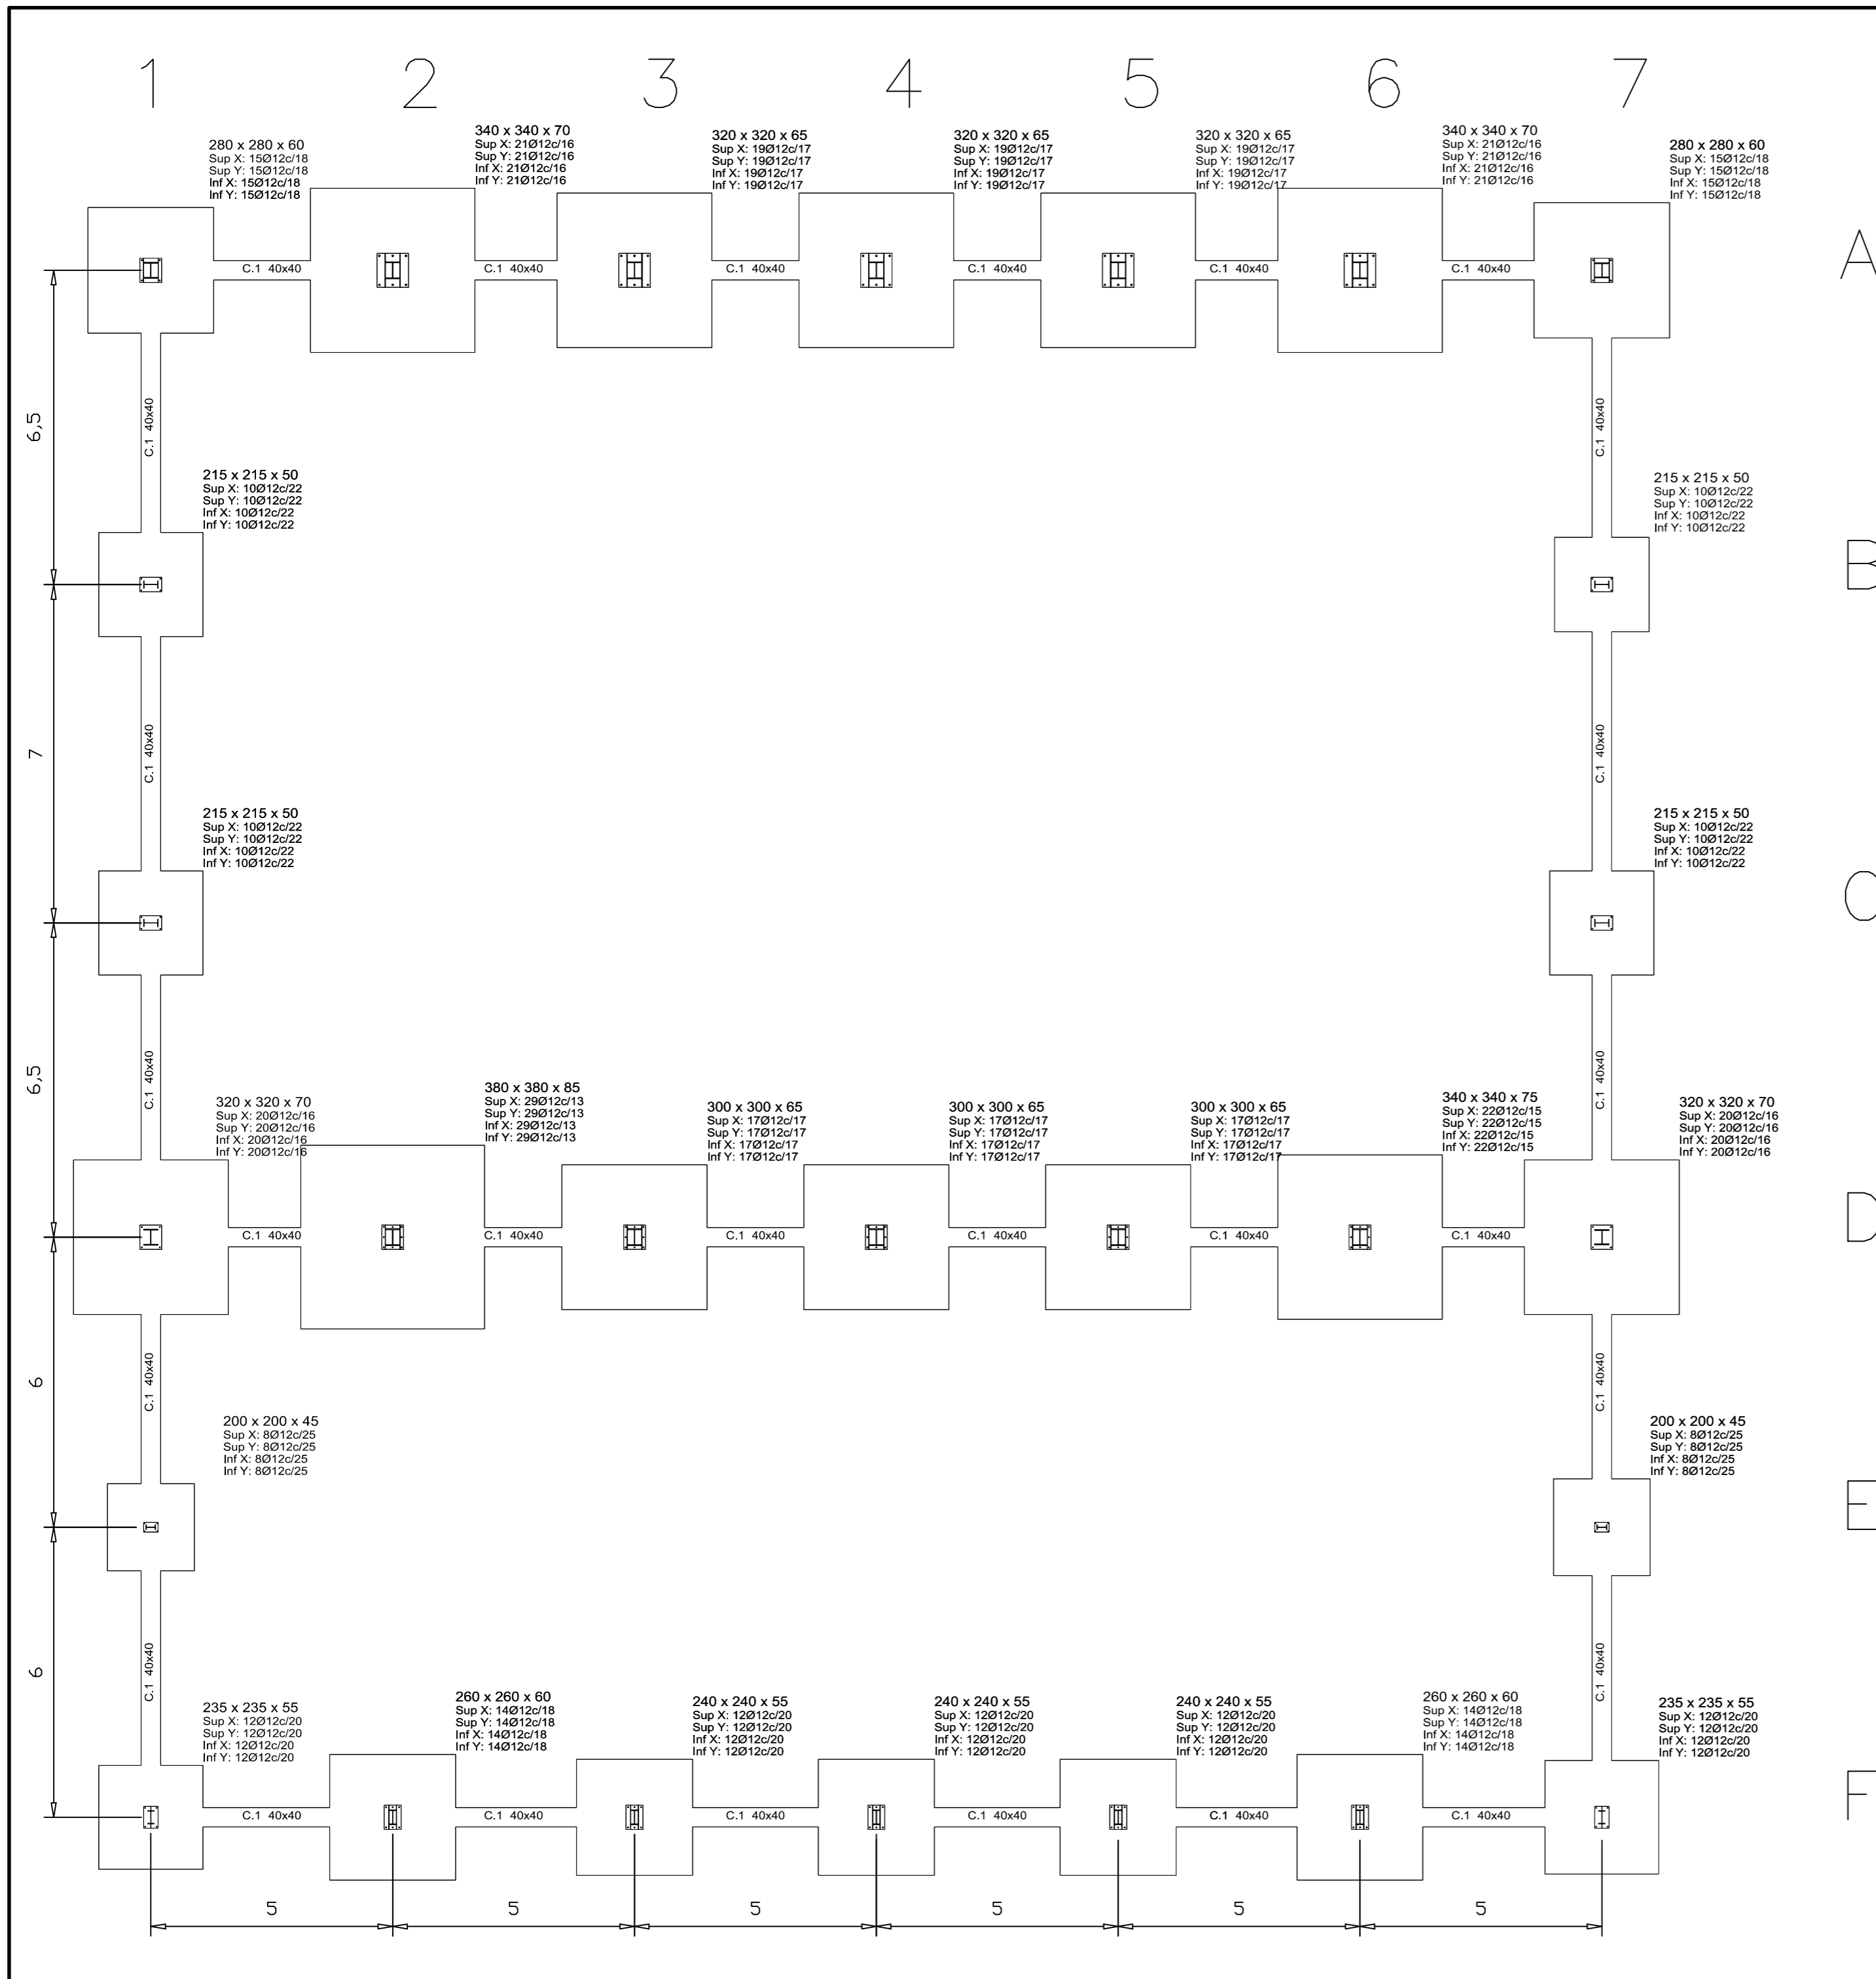 1
2
3
4
5
6
7
280 x 280 x 60
Sup X: 15Ø12c/18
Sup Y: 15Ø12c/18
Inf X: 15Ø12c/18
Inf Y: 15Ø12c/18
340 x 340 x 70
Sup X: 21Ø12c/16
Sup Y: 21Ø12c/16
Inf X: 21Ø12c/16
Inf Y: 21Ø12c/16
320 x 320 x 65
Sup X: 19Ø12c/17
Sup Y: 19Ø12c/17
Inf X: 19Ø12c/17
Inf Y: 19Ø12c/17
320 x 320 x 65
Sup X: 19Ø12c/17
Sup Y: 19Ø12c/17
Inf X: 19Ø12c/17
Inf Y: 19Ø12c/17
320 x 320 x 65
Sup X: 19Ø12c/17
Sup Y: 19Ø12c/17
Inf X: 19Ø12c/17
Inf Y: 19Ø12c/17
340 x 340 x 70
Sup X: 21Ø12c/16
Sup Y: 21Ø12c/16
Inf X: 21Ø12c/16
Inf Y: 21Ø12c/16
280 x 280 x 60
Sup X: 15Ø12c/18
Sup Y: 15Ø12c/18
Inf X: 15Ø12c/18
Inf Y: 15Ø12c/18
C.1 40x40
C.1 40x40
C.1 40x40
C.1 40x40
C.1 40x40
C.1 40x40
A
6,5
C.1 40x40
C.1 40x40
215 x 215 x 50
Sup X: 10Ø12c/22
Sup Y: 10Ø12c/22
Inf X: 10Ø12c/22
Inf Y: 10Ø12c/22
215 x 215 x 50
Sup X: 10Ø12c/22
Sup Y: 10Ø12c/22
Inf X: 10Ø12c/22
Inf Y: 10Ø12c/22
B
7
C.1 40x40
C.1 40x40
215 x 215 x 50
Sup X: 10Ø12c/22
Sup Y: 10Ø12c/22
Inf X: 10Ø12c/22
Inf Y: 10Ø12c/22
215 x 215 x 50
Sup X: 10Ø12c/22
Sup Y: 10Ø12c/22
Inf X: 10Ø12c/22
Inf Y: 10Ø12c/22
C
6,5
C.1 40x40
C.1 40x40
320 x 320 x 70
Sup X: 20Ø12c/16
Sup Y: 20Ø12c/16
Inf X: 20Ø12c/16
Inf Y: 20Ø12c/16
380 x 380 x 85
Sup X: 29Ø12c/13
Sup Y: 29Ø12c/13
Inf X: 29Ø12c/13
Inf Y: 29Ø12c/13
300 x 300 x 65
Sup X: 17Ø12c/17
Sup Y: 17Ø12c/17
Inf X: 17Ø12c/17
Inf Y: 17Ø12c/17
300 x 300 x 65
Sup X: 17Ø12c/17
Sup Y: 17Ø12c/17
Inf X: 17Ø12c/17
Inf Y: 17Ø12c/17
300 x 300 x 65
Sup X: 17Ø12c/17
Sup Y: 17Ø12c/17
Inf X: 17Ø12c/17
Inf Y: 17Ø12c/17
340 x 340 x 75
Sup X: 22Ø12c/15
Sup Y: 22Ø12c/15
Inf X: 22Ø12c/15
Inf Y: 22Ø12c/15
320 x 320 x 70
Sup X: 20Ø12c/16
Sup Y: 20Ø12c/16
Inf X: 20Ø12c/16
Inf Y: 20Ø12c/16
C.1 40x40
C.1 40x40
C.1 40x40
C.1 40x40
C.1 40x40
C.1 40x40
D
6
C.1 40x40
C.1 40x40
200 x 200 x 45
Sup X: 8Ø12c/25
Sup Y: 8Ø12c/25
Inf X: 8Ø12c/25
Inf Y: 8Ø12c/25
200 x 200 x 45
Sup X: 8Ø12c/25
Sup Y: 8Ø12c/25
Inf X: 8Ø12c/25
Inf Y: 8Ø12c/25
E
6
C.1 40x40
C.1 40x40
235 x 235 x 55
Sup X: 12Ø12c/20
Sup Y: 12Ø12c/20
Inf X: 12Ø12c/20
Inf Y: 12Ø12c/20
260 x 260 x 60
Sup X: 14Ø12c/18
Sup Y: 14Ø12c/18
Inf X: 14Ø12c/18
Inf Y: 14Ø12c/18
240 x 240 x 55
Sup X: 12Ø12c/20
Sup Y: 12Ø12c/20
Inf X: 12Ø12c/20
Inf Y: 12Ø12c/20
240 x 240 x 55
Sup X: 12Ø12c/20
Sup Y: 12Ø12c/20
Inf X: 12Ø12c/20
Inf Y: 12Ø12c/20
240 x 240 x 55
Sup X: 12Ø12c/20
Sup Y: 12Ø12c/20
Inf X: 12Ø12c/20
Inf Y: 12Ø12c/20
260 x 260 x 60
Sup X: 14Ø12c/18
Sup Y: 14Ø12c/18
Inf X: 14Ø12c/18
Inf Y: 14Ø12c/18
235 x 235 x 55
Sup X: 12Ø12c/20
Sup Y: 12Ø12c/20
Inf X: 12Ø12c/20
Inf Y: 12Ø12c/20
C.1 40x40
C.1 40x40
C.1 40x40
C.1 40x40
C.1 40x40
C.1 40x40
F
5
5
5
5
5
5